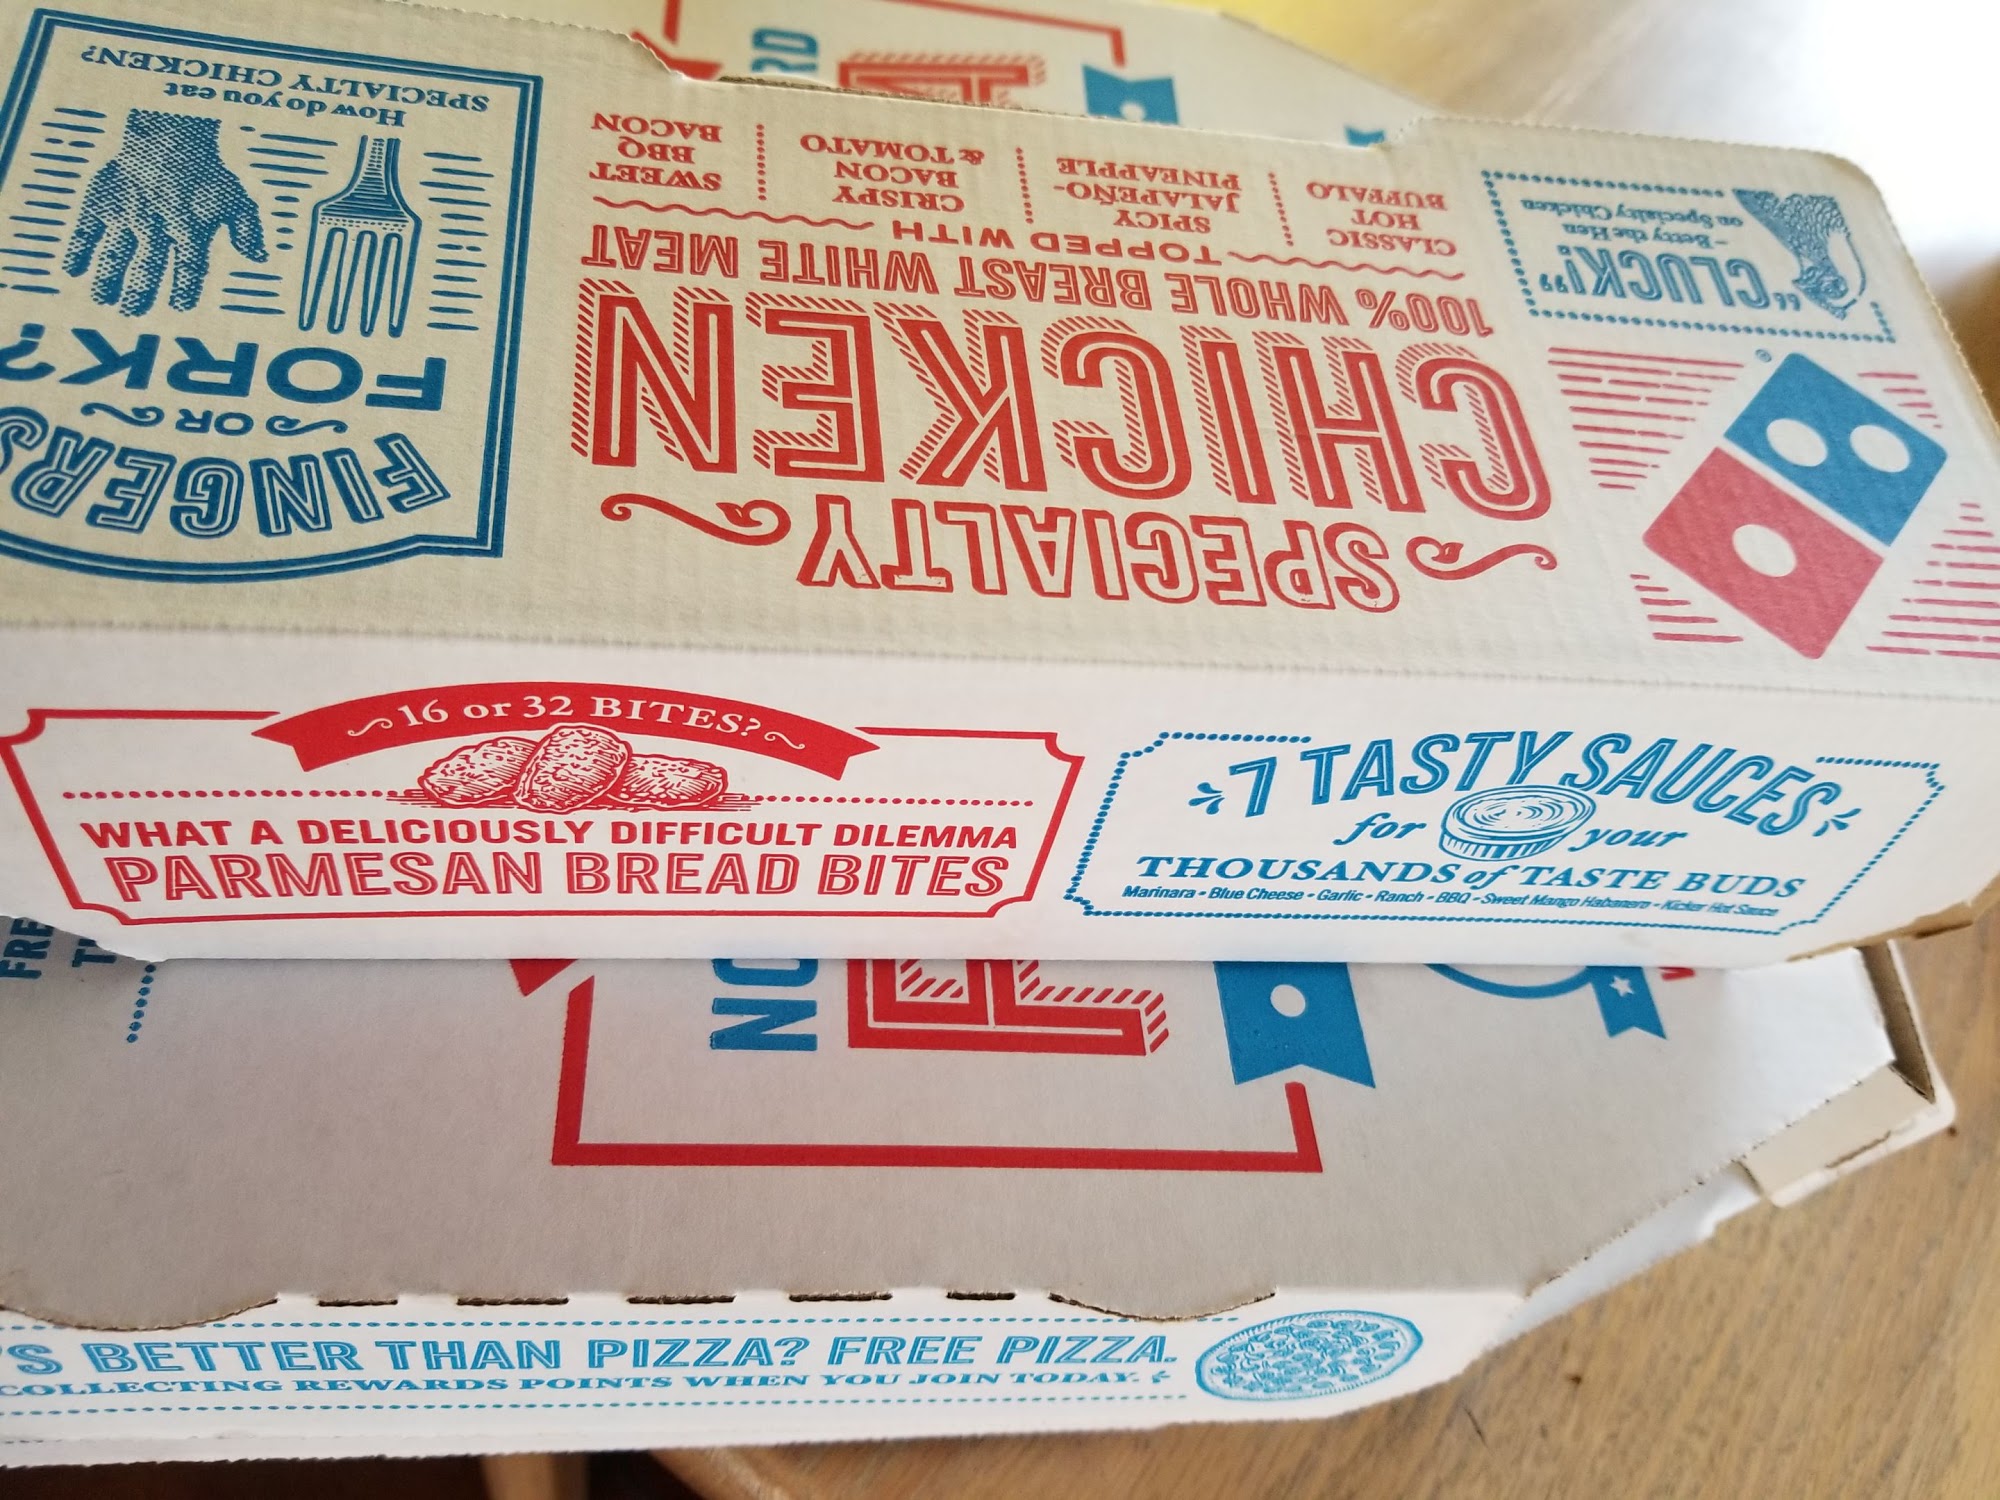 How do you eat
SPECIALTY CHICKEN?
FINGERS
OR
FORK?
SPECIALTY
CHICKEN
100% WHOLE BREAST WHITE MEAT
TOPPED WITH
CLASSIC
HOT
BUFFALO
SPICY
JALAPEÑO-
PINEAPPLE
CRISPY
BACON
& TOMATO
SWEET
BBQ
BACON
"CLUCK!"
- Betty the Hen
on Specialty Chicken
®
16 or 32 BITES?
WHAT A DELICIOUSLY DIFFICULT DILEMMA
PARMESAN BREAD BITES
7 TASTY SAUCES
for your
THOUSANDS of TASTE BUDS
Marinara - Blue Cheese - Garlic - Ranch - BBQ - Sweet Mango Habanero - Kicker Hot Sauce
'S BETTER THAN PIZZA? FREE PIZZA.
COLLECTING REWARDS POINTS WHEN YOU JOIN TODAY.